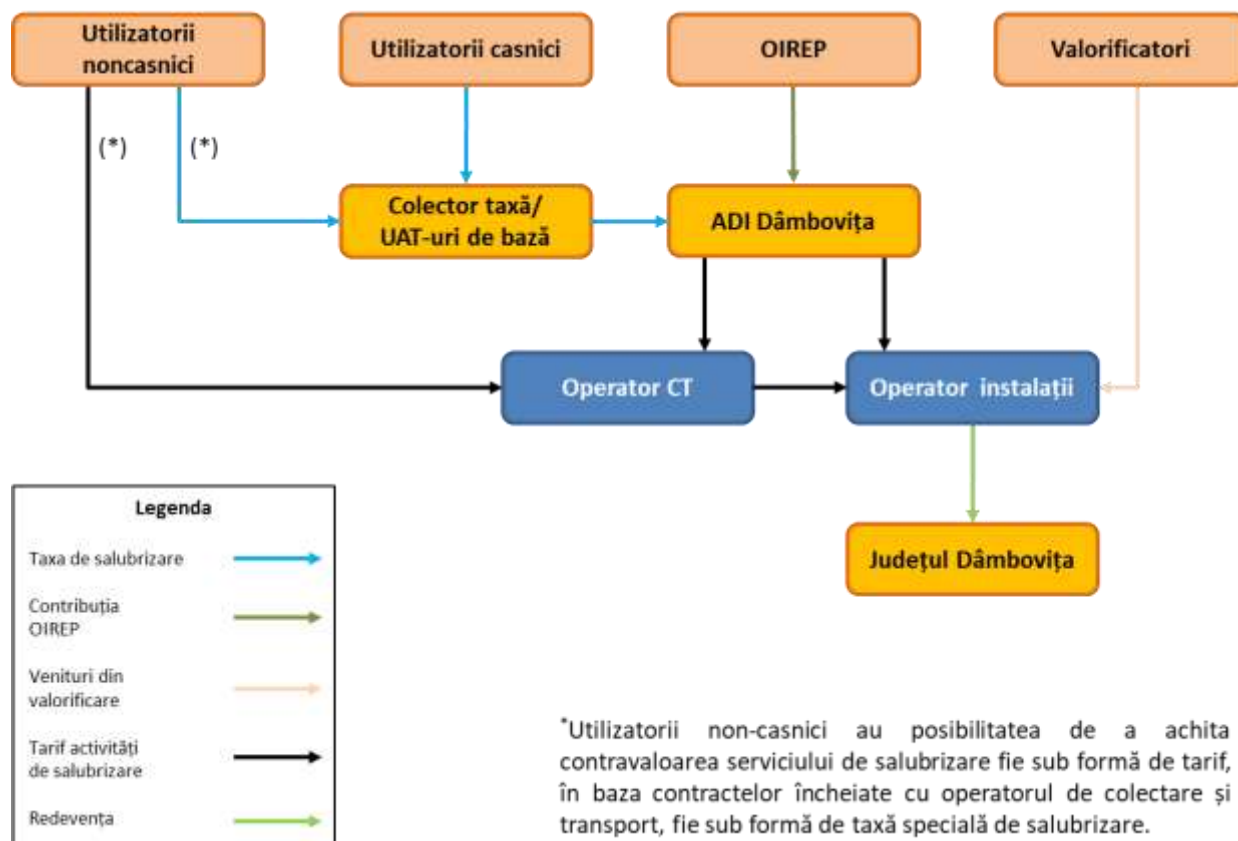 Utilizatorii
noncasnici
Utilizatorii casnici
OIREP
Valorificatori
(*)
(*)
Colector taxă/
UAT-uri de bază
ADI Dâmbovița
Operator CT
Operator instalații
Județul Dâmbovița
Legenda
Taxa de salubrizare
Contribuția
OIREP
Venituri din
valorificare
Tarif activități
de salubrizare
Redevența
*Utilizatorii non-casnici au posibilitatea de a achita
contravaloarea serviciului de salubrizare fie sub formă de tarif,
în baza contractelor încheiate cu operatorul de colectare și
transport, fie sub formă de taxă specială de salubrizare.